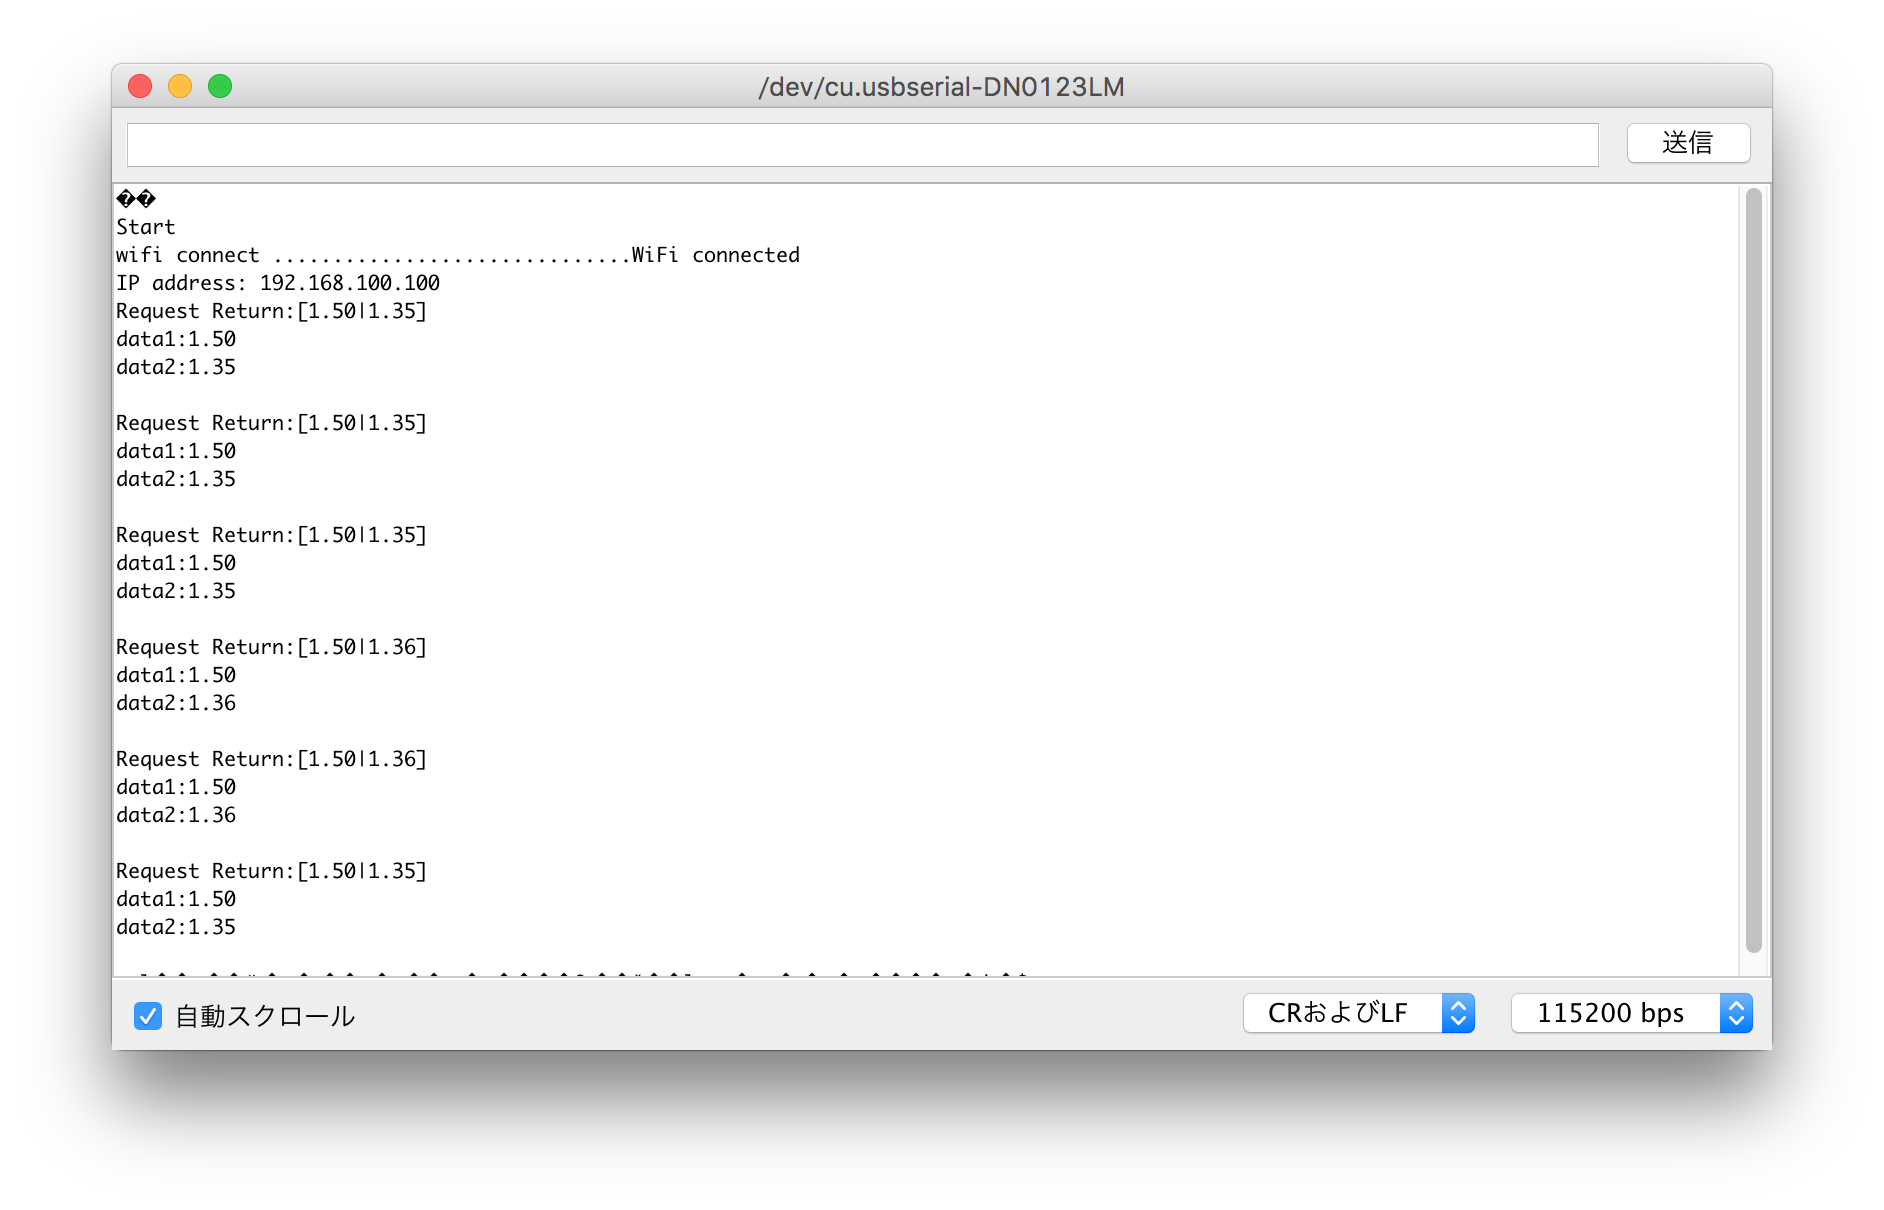 /dev/cu.usbserial-DN0123LM
送信
��
Start
wifi connect ..............................WiFi connected
IP address: 192.168.100.100
Request Return:[1.50|1.35]
data1:1.50
data2:1.35
Request Return:[1.50|1.35]
data1:1.50
data2:1.35
Request Return:[1.50|1.35]
data1:1.50
data2:1.35
Request Return:[1.50|1.36]
data1:1.50
data2:1.36
Request Return:[1.50|1.36]
data1:1.50
data2:1.36
Request Return:[1.50|1.35]
data1:1.50
data2:1.35
自動スクロール
CRおよびLF
115200 bps